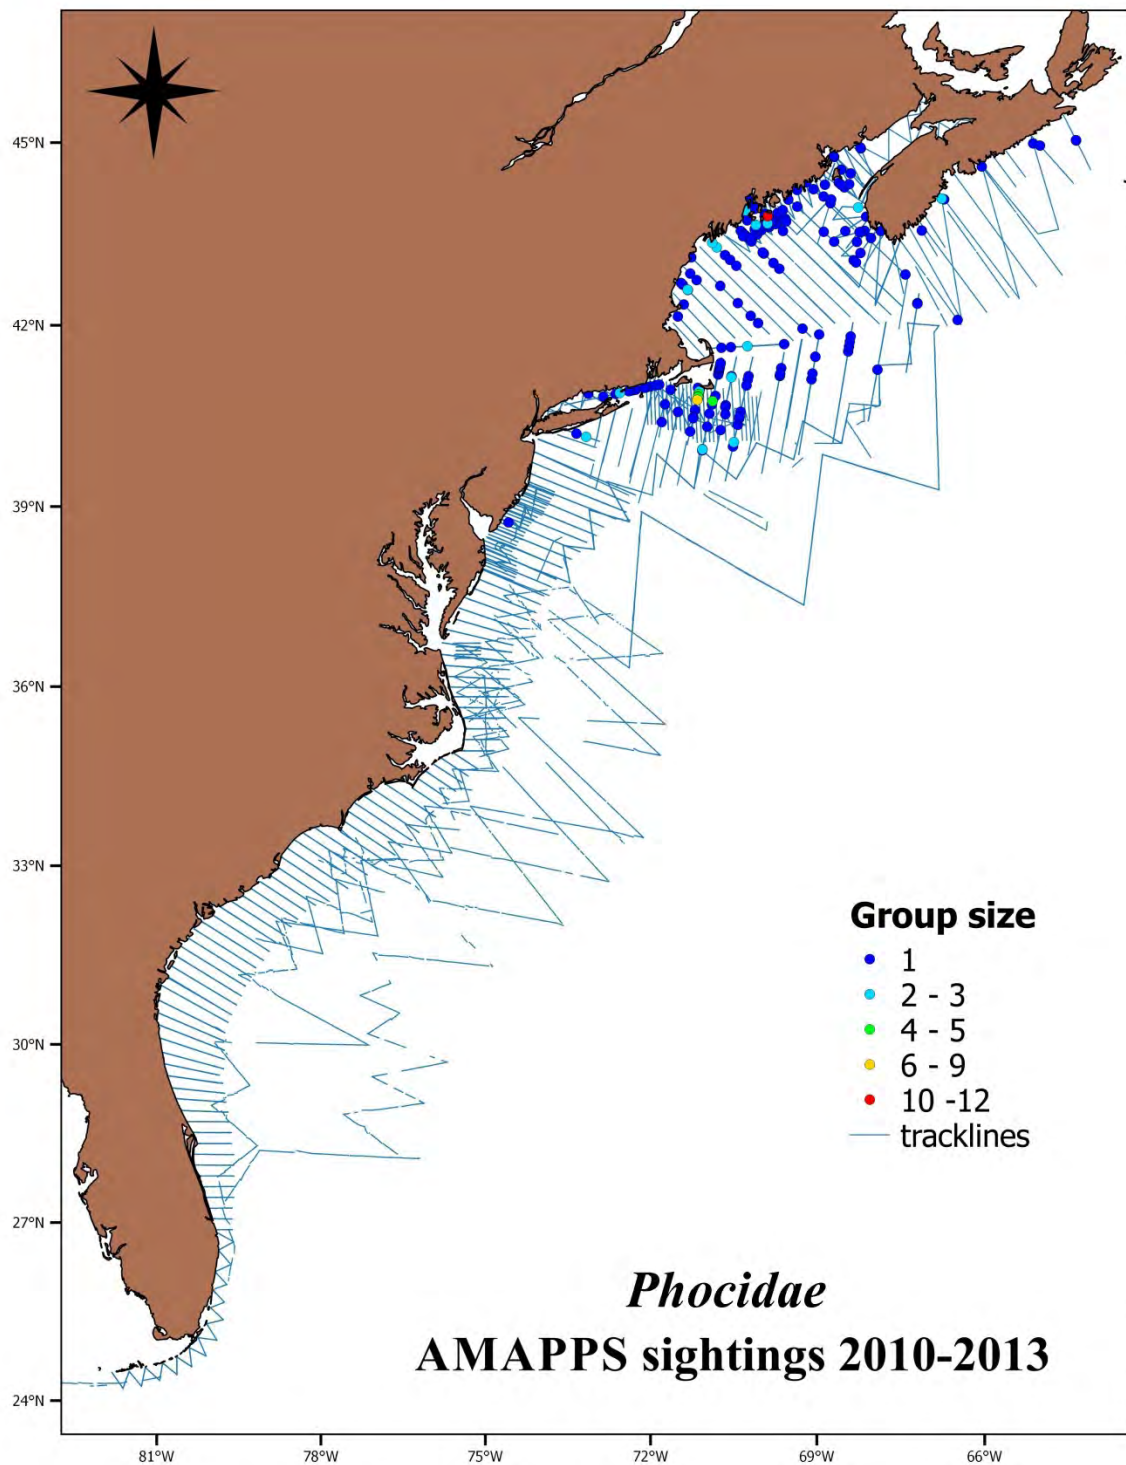 45°N
42°N
39°N
36°N
33°N
30°N
27°N
24°N
81°W
78°W
75°W
72°W
69°W
66°W
Group size
1
2 - 3
4 - 5
6 - 9
10 -12
tracklines
Phocidae
AMAPPS sightings 2010-2013